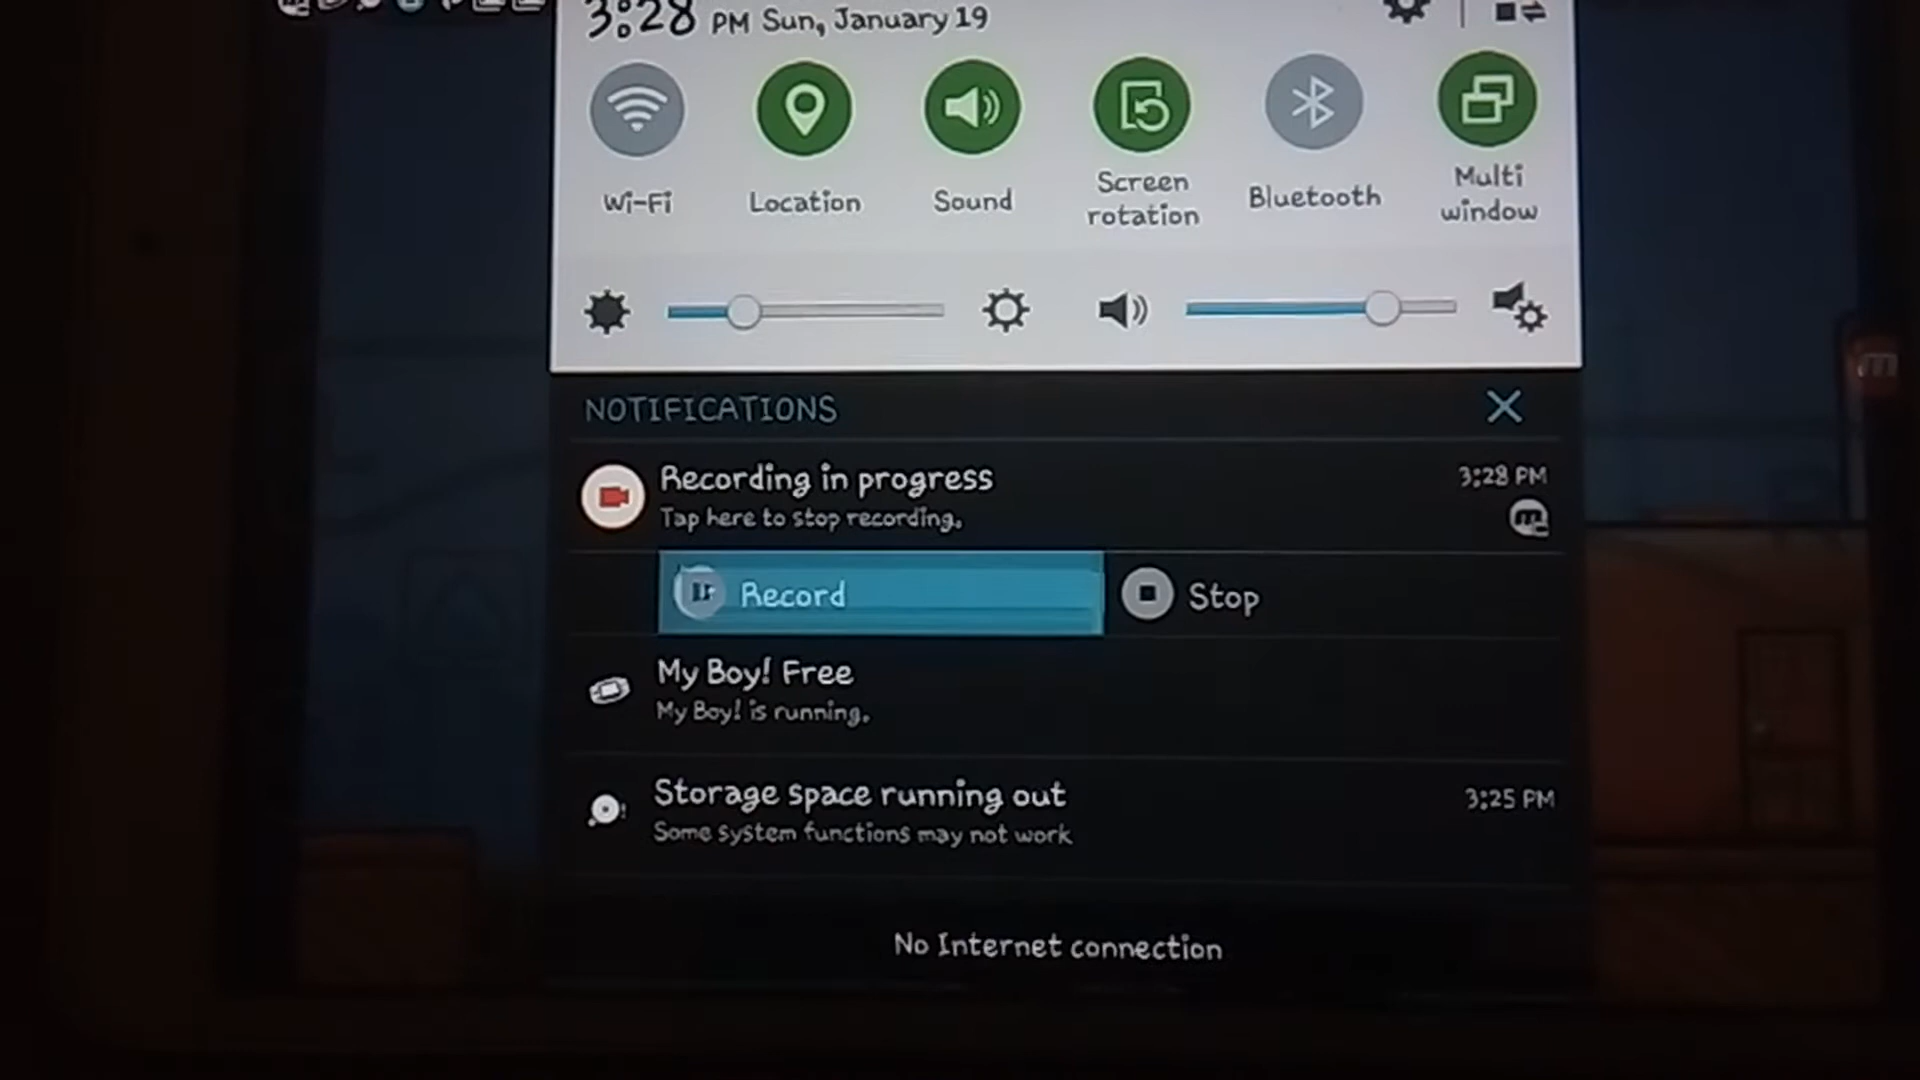 3:28 PM Sun, January 19
Wi-Fi
Location
Sound
Screen
rotation
Bluetooth
Multi
window
NOTIFICATIONS
Recording in progress
3:28 PM
Tap here to stop recording.
Record
Stop
My Boy! Free
My Boy! is running.
Storage space running out
3:25 PM
Some system functions may not work
No Internet connection